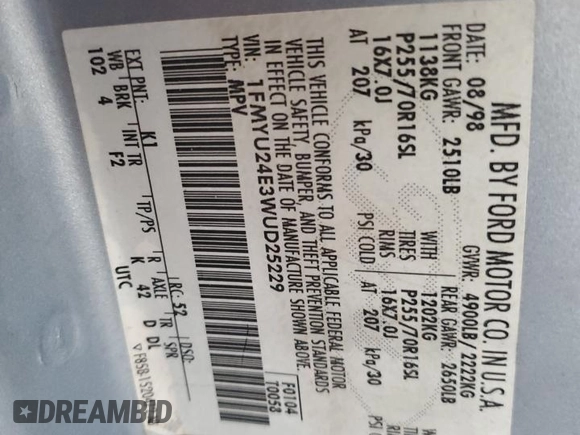 MFD. BY FORD MOTOR CO. IN U.S.A.
DATE: 08/98 GVWR: 4900LB/2222KG
FRONT GAWR: 2510LB REAR GAWR: 2650LB
1138KG WITH 1202KG
P255/70R16SL TIRES P255/70R16SL
16X7.0J RIMS 16X7.0J
AT 207 kPa/30 PSI COLD AT 207 kPa/30
THIS VEHICLE CONFORMS TO ALL APPLICABLE FEDERAL MOTOR
VEHICLE SAFETY, BUMPER, AND THEFT PREVENTION STANDARDS
IN EFFECT ON THE DATE OF MANUFACTURE SHOWN ABOVE.
VIN: 1FMYU24E3WUD25229 F0104
TYPE: MPV T0058
EXT PNT: K1 RC: 52 DSO:
WB BRK INT TR TP/PS R AXLE TR SPR
102 4 F2 K 42 D DL
UTC
DREAMBID